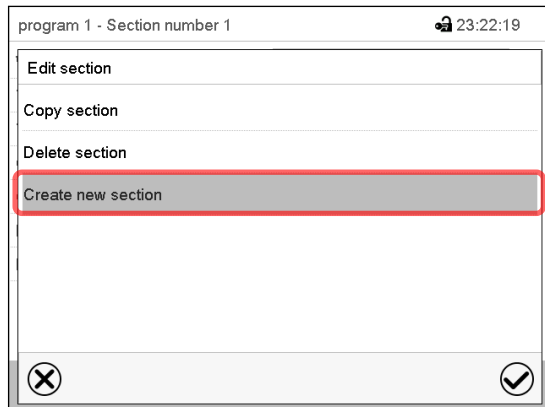 program 1 - Section number 1 23:22:19
Edit section
Copy section
Delete section
Create new section